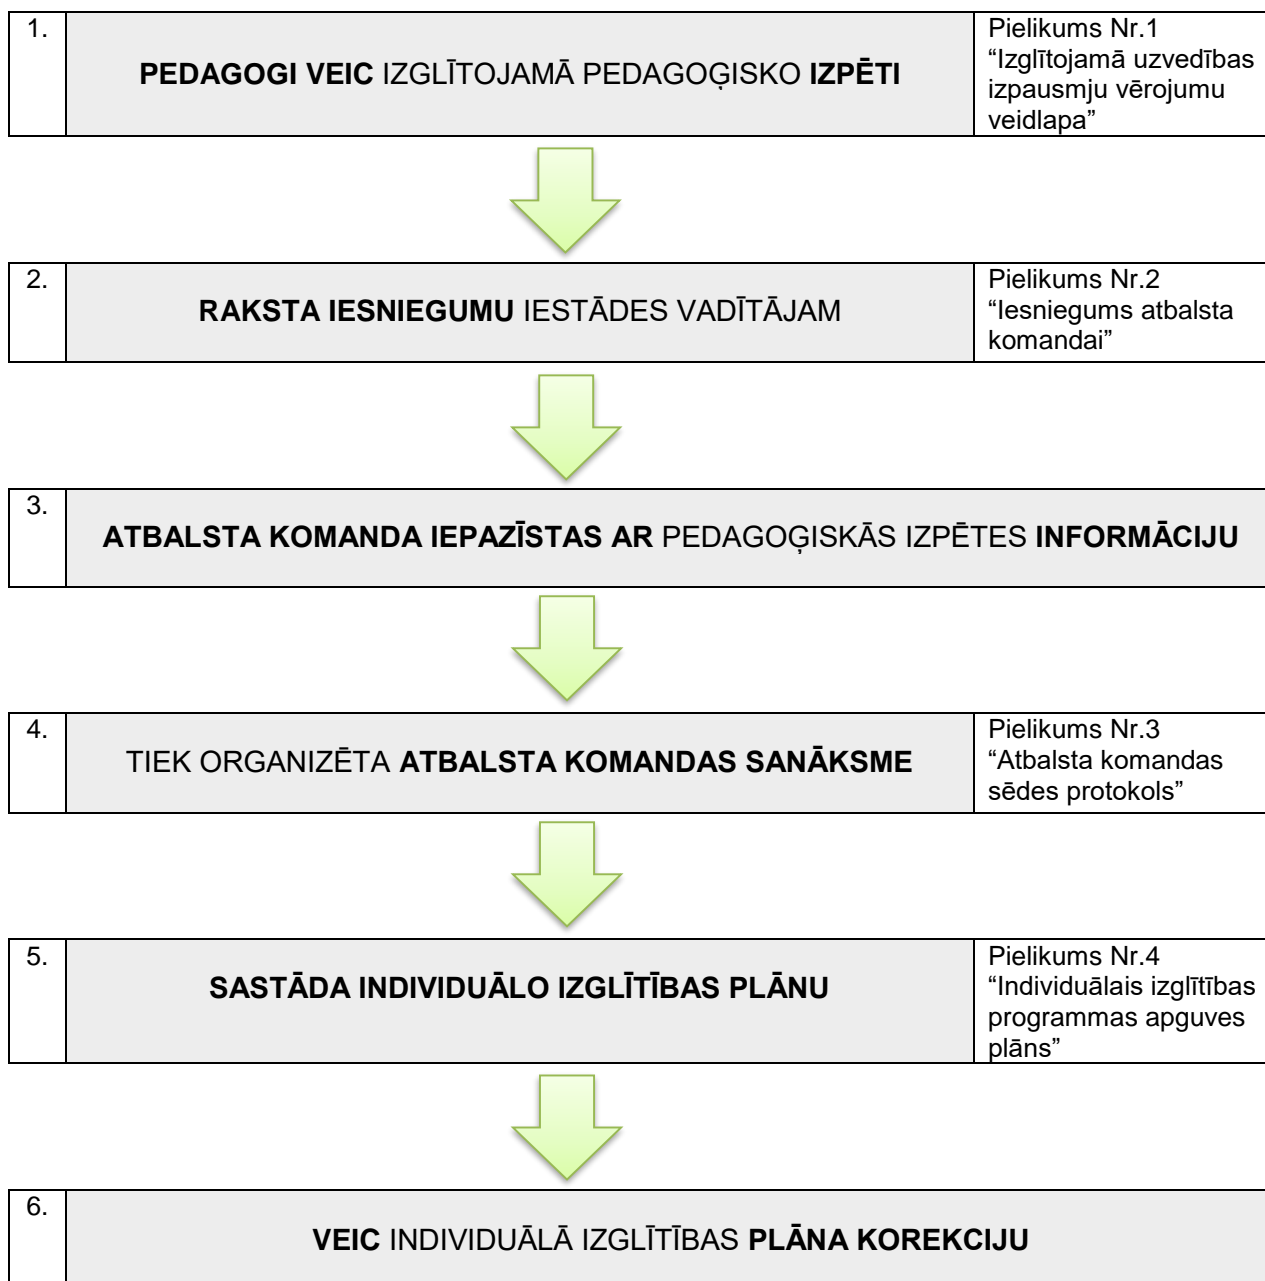 1.
PEDAGOGI VEIC IZGLĪTOJAMĀ PEDAGOĢISKO IZPĒTI
Pielikums Nr.1
“Izglītojamā uzvedības
izpausmju vērojumu
veidlapa”
2.
RAKSTA IESNIEGUMU IESTĀDES VADĪTĀJAM
Pielikums Nr.2
“Iesniegums atbalsta
komandai”
3.
ATBALSTA KOMANDA IEPAZĪSTAS AR PEDAGOĢISKĀS IZPĒTES INFORMĀCIJU
4.
TIEK ORGANIZĒTA ATBALSTA KOMANDAS SANĀKSME
Pielikums Nr.3
“Atbalsta komandas
sēdes protokols”
5.
SASTĀDA INDIVIDUĀLO IZGLĪTĪBAS PLĀNU
Pielikums Nr.4
“Individuālais izglītības
programmas apguves
plāns”
6.
VEIC INDIVIDUĀLĀ IZGLĪTĪBAS PLĀNA KOREKCIJU